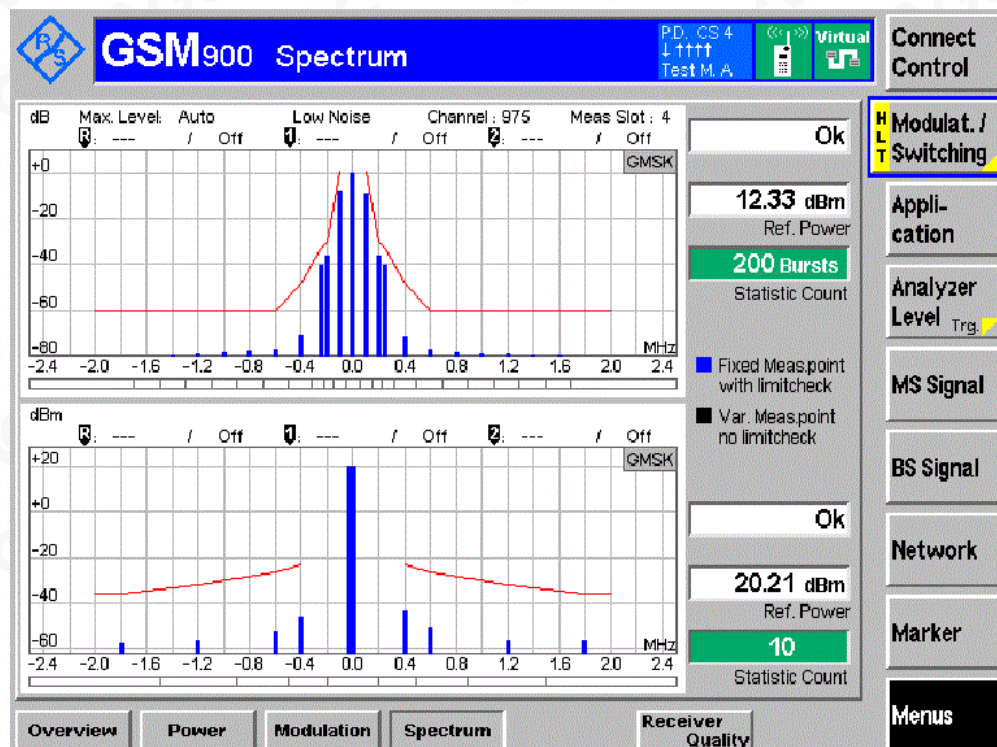 R/S
GSM900 Spectrum
PD. CS 4
Test M. A.
Virtual
Connect Control
dB Max. Level: Auto Low Noise Channel : 975 Meas Slot : 4
R: --- / Off 1: --- / Off 2: --- / Off
GMSK
+0
-20
-40
-60
-80
MHz
-2.4 -2.0 -1.6 -1.2 -0.8 -0.4 0.0 0.4 0.8 1.2 1.6 2.0 2.4
Ok
12.33 dBm
Ref. Power
200 Bursts
Statistic Count
Fixed Meas.point
with limitcheck
Var. Meas.point
no limitcheck
dBm
R: --- / Off 1: --- / Off 2: --- / Off
GMSK
+20
+0
-20
-40
-60
MHz
-2.4 -2.0 -1.6 -1.2 -0.8 -0.4 0.0 0.4 0.8 1.2 1.6 2.0 2.4
Ok
20.21 dBm
Ref. Power
10
Statistic Count
HLT
Modulat. /
Switching
Appli-
cation
Analyzer
Level Trg.
MS Signal
BS Signal
Network
Marker
Menus
Overview
Power
Modulation
Spectrum
Receiver
Quality